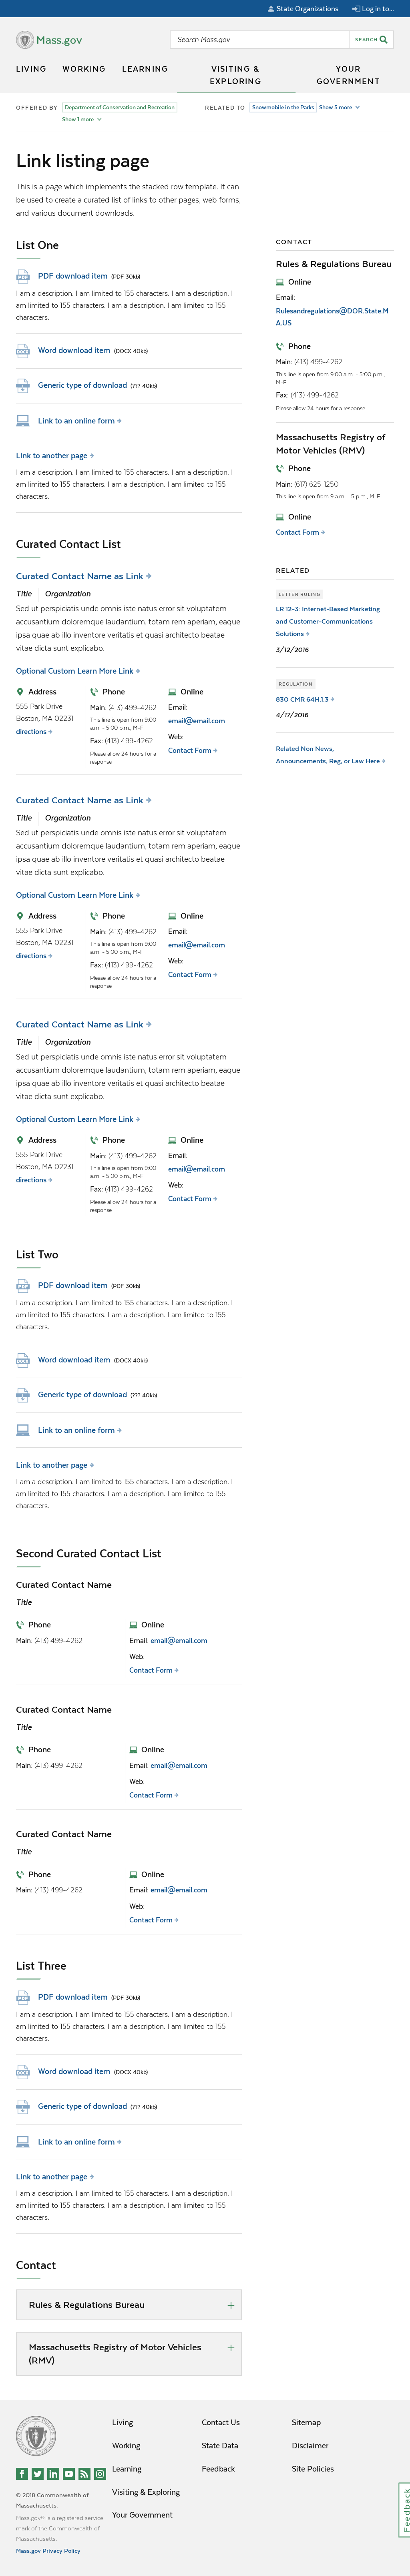 State Organizations Log in to...
Mass.gov
Search Mass.gov
SEARCH
LIVING
WORKING
LEARNING
VISITING &
EXPLORING
YOUR
GOVERNMENT
OFFERED BY Department of Conservation and Recreation
Show 1 more
RELATED TO Snowmobile in the Parks Show 5 more
Link listing page
This is a page which implements the stacked row template. It can
be used to create a curated list of links to other pages, web forms,
and various document downloads.
List One
PDF download item (PDF 30kb)
I am a description. I am limited to 155 characters. I am a description. I
am limited to 155 characters. I am a description. I am limited to 155
characters.
Word download item (DOCX 40kb)
Generic type of download (??? 40kb)
Link to an online form
Link to another page
I am a description. I am limited to 155 characters. I am a description. I
am limited to 155 characters. I am a description. I am limited to 155
characters.
Curated Contact List
Curated Contact Name as Link
Title Organization
Sed ut perspiciatis unde omnis iste natus error sit voluptatem
accusantium doloremque laudantium, totam rem aperiam, eaque
ipsa quae ab illo inventore veritatis et quasi architecto beatae
vitae dicta sunt explicabo.
Optional Custom Learn More Link
Address
555 Park Drive
Boston, MA 02231
directions
Phone
Main: (413) 499-4262
This line is open from 9:00
a.m. - 5:00 p.m., M-F
Fax: (413) 499-4262
Please allow 24 hours for a
response
Online
Email:
email@email.com
Web:
Contact Form
Curated Contact Name as Link
Title Organization
Sed ut perspiciatis unde omnis iste natus error sit voluptatem
accusantium doloremque laudantium, totam rem aperiam, eaque
ipsa quae ab illo inventore veritatis et quasi architecto beatae
vitae dicta sunt explicabo.
Optional Custom Learn More Link
Address
555 Park Drive
Boston, MA 02231
directions
Phone
Main: (413) 499-4262
This line is open from 9:00
a.m. - 5:00 p.m., M-F
Fax: (413) 499-4262
Please allow 24 hours for a
response
Online
Email:
email@email.com
Web:
Contact Form
Curated Contact Name as Link
Title Organization
Sed ut perspiciatis unde omnis iste natus error sit voluptatem
accusantium doloremque laudantium, totam rem aperiam, eaque
ipsa quae ab illo inventore veritatis et quasi architecto beatae
vitae dicta sunt explicabo.
Optional Custom Learn More Link
Address
555 Park Drive
Boston, MA 02231
directions
Phone
Main: (413) 499-4262
This line is open from 9:00
a.m. - 5:00 p.m., M-F
Fax: (413) 499-4262
Please allow 24 hours for a
response
Online
Email:
email@email.com
Web:
Contact Form
List Two
PDF download item (PDF 30kb)
I am a description. I am limited to 155 characters. I am a description. I
am limited to 155 characters. I am a description. I am limited to 155
characters.
Word download item (DOCX 40kb)
Generic type of download (??? 40kb)
Link to an online form
Link to another page
I am a description. I am limited to 155 characters. I am a description. I
am limited to 155 characters. I am a description. I am limited to 155
characters.
Second Curated Contact List
Curated Contact Name
Title
Phone
Main: (413) 499-4262
Online
Email: email@email.com
Web:
Contact Form
Curated Contact Name
Title
Phone
Main: (413) 499-4262
Online
Email: email@email.com
Web:
Contact Form
Curated Contact Name
Title
Phone
Main: (413) 499-4262
Online
Email: email@email.com
Web:
Contact Form
List Three
PDF download item (PDF 30kb)
I am a description. I am limited to 155 characters. I am a description. I
am limited to 155 characters. I am a description. I am limited to 155
characters.
Word download item (DOCX 40kb)
Generic type of download (??? 40kb)
Link to an online form
Link to another page
I am a description. I am limited to 155 characters. I am a description. I
am limited to 155 characters. I am a description. I am limited to 155
characters.
Contact
Rules & Regulations Bureau
Massachusetts Registry of Motor Vehicles
(RMV)
CONTACT
Rules & Regulations Bureau
Online
Email:
Rulesandregulations@DOR.State.M
A.US
Phone
Main: (413) 499-4262
This line is open from 9:00 a.m. - 5:00 p.m.,
M-F
Fax: (413) 499-4262
Please allow 24 hours for a response
Massachusetts Registry of
Motor Vehicles (RMV)
Phone
Main: (617) 625-1250
This line is open from 9 a.m. - 5 p.m., M-F
Online
Contact Form
RELATED
LETTER RULING
LR 12-3: Internet-Based Marketing
and Customer-Communications
Solutions
3/12/2016
REGULATION
830 CMR 64H.1.3
4/17/2016
Related Non News,
Announcements, Reg, or Law Here
Living
Working
Learning
Visiting & Exploring
Your Government
Contact Us
State Data
Feedback
Sitemap
Disclaimer
Site Policies
© 2018 Commonwealth of
Massachusetts.
Mass.gov® is a registered service
mark of the Commonwealth of
Massachusetts.
Mass.gov Privacy Policy
Feedback